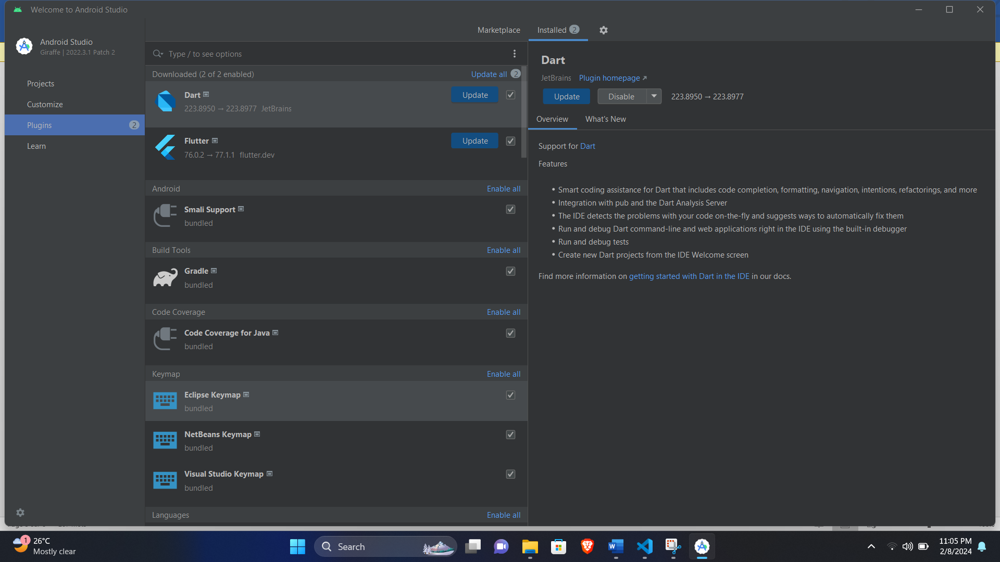 Welcome to Android Studio
Android Studio
Giraffe | 2022.3.1 Patch 2
Projects
Customize
Plugins 2
Learn
Marketplace Installed 2
Type / to see options
Downloaded (2 of 2 enabled) Update all 2
Dart Update
223.8950 → 223.8977 JetBrains
Flutter Update
76.0.2 → 77.1.1 flutter.dev
Android Enable all
Smali Support
bundled
Build Tools Enable all
Gradle
bundled
Code Coverage Enable all
Code Coverage for Java
bundled
Keymap Enable all
Eclipse Keymap
bundled
NetBeans Keymap
bundled
Visual Studio Keymap
bundled
Languages Enable all
Dart
JetBrains Plugin homepage ↗
Update Disable 223.8950 → 223.8977
Overview What's New
Support for Dart
Features
• Smart coding assistance for Dart that includes code completion, formatting, navigation, intentions, refactorings, and more
• Integration with pub and the Dart Analysis Server
• The IDE detects the problems with your code on-the-fly and suggests ways to automatically fix them
• Run and debug Dart command-line and web applications right in the IDE using the built-in debugger
• Run and debug tests
• Create new Dart projects from the IDE Welcome screen
Find more information on getting started with Dart in the IDE in our docs.
1
26°C
Mostly clear
Search
11:05 PM
2/8/2024